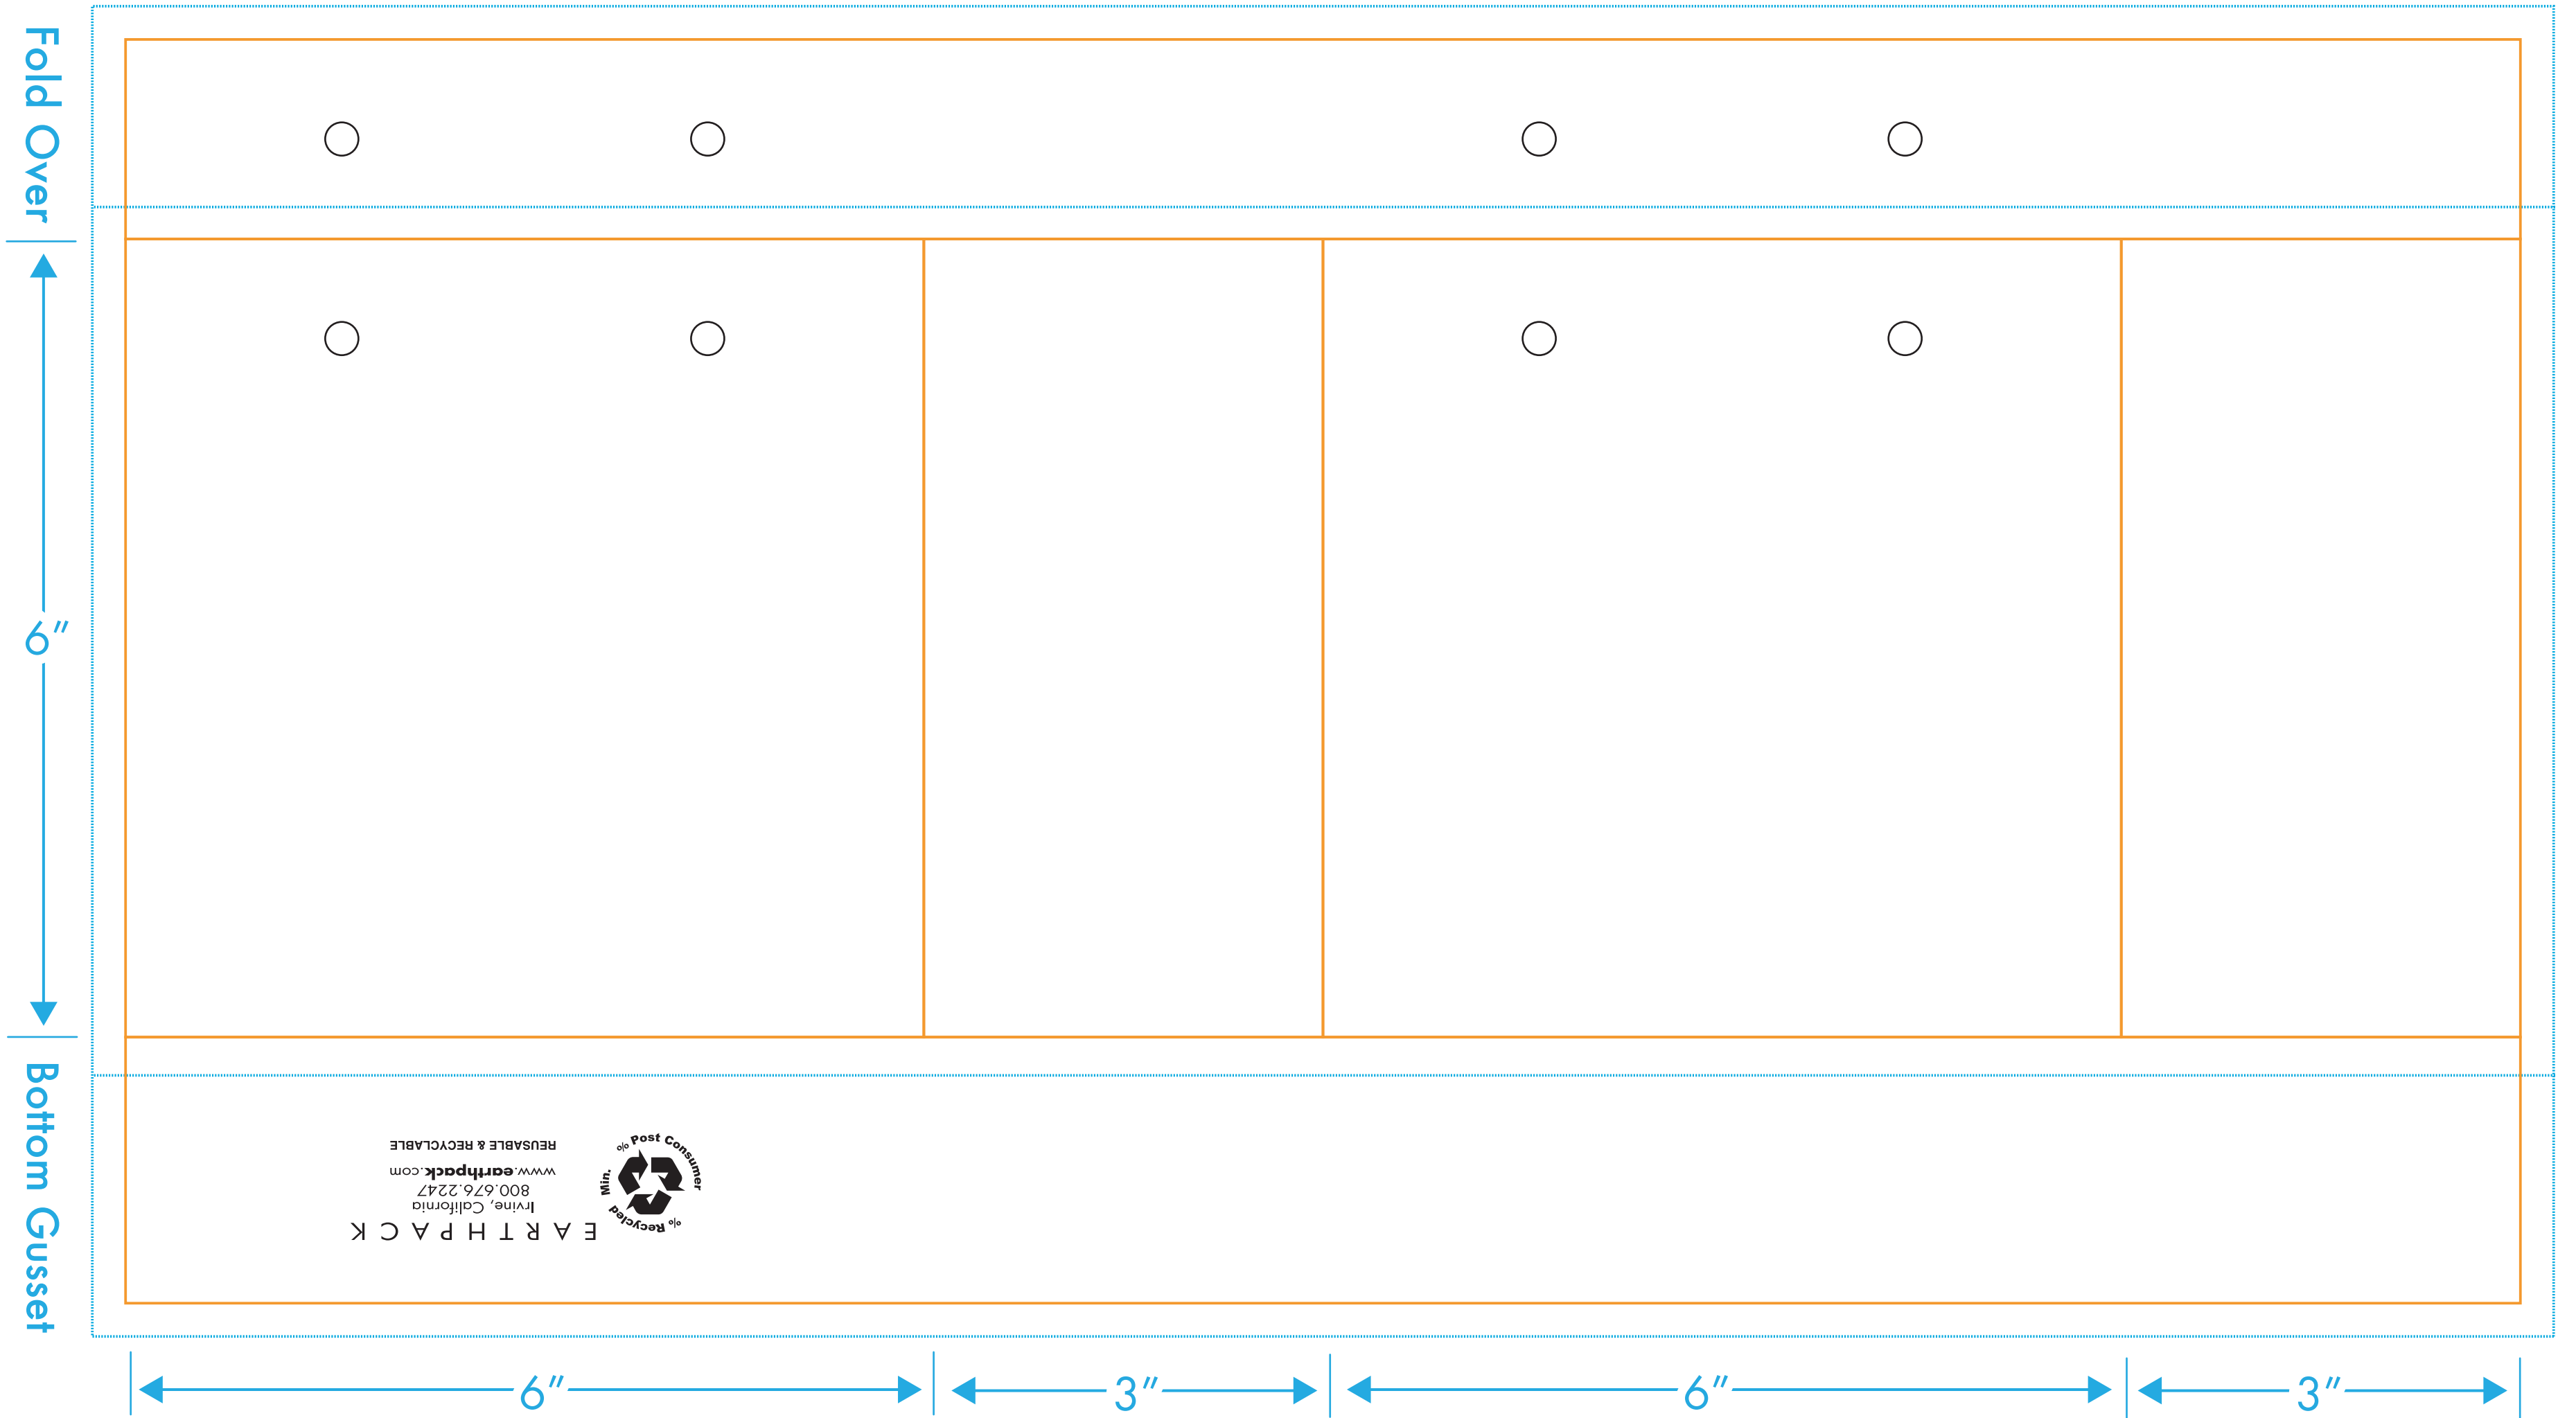 Fold Over
6"
Bottom Gusset
EARTHPACK
Irvine, California
800.676.2247
www.earthpack.com
REUSABLE & RECYCLABLE
Min. % Post Consumer
% Recycled
6"
3"
6"
3"